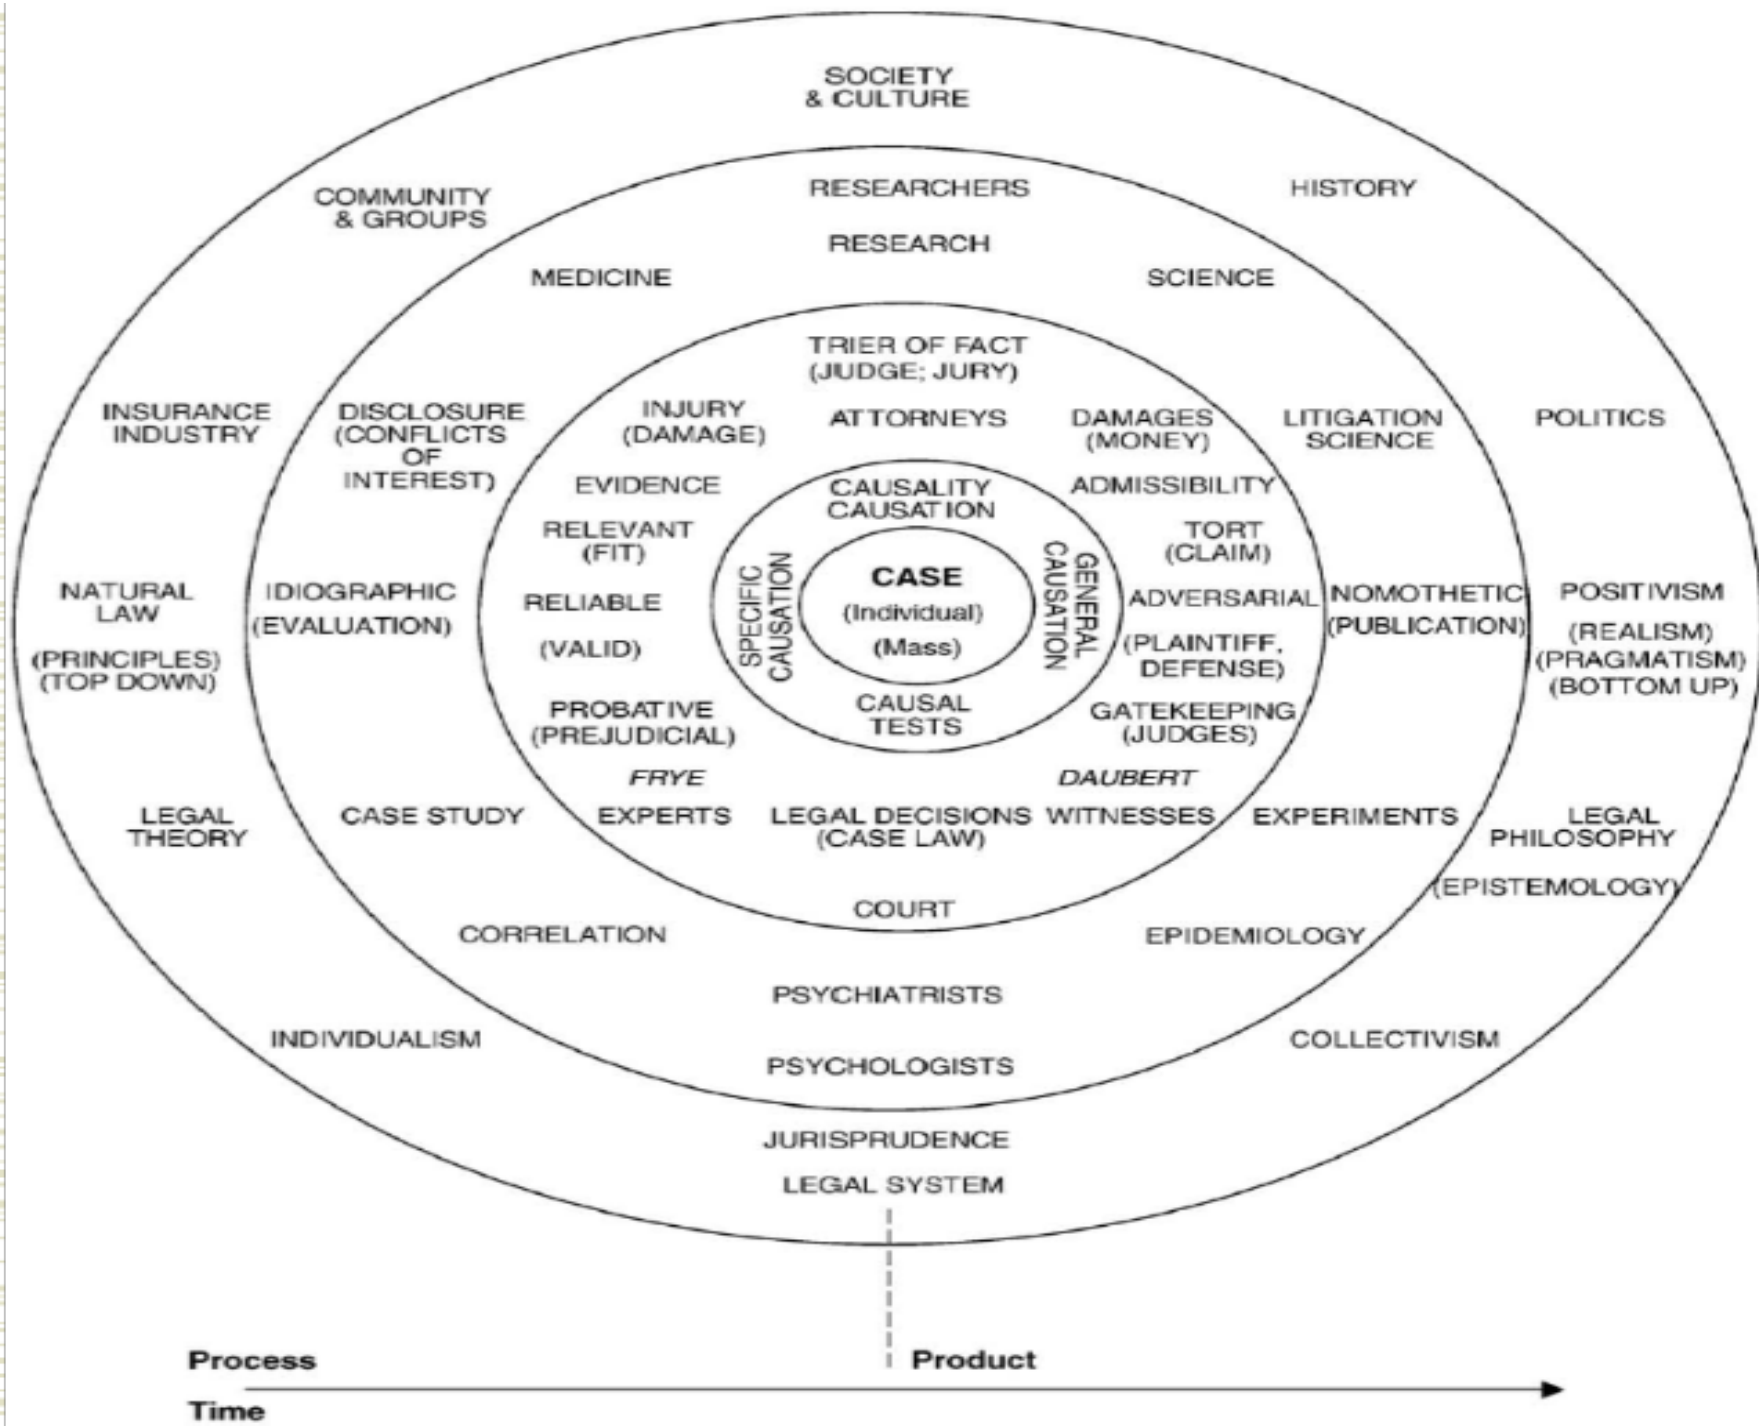 SOCIETY
& CULTURE
COMMUNITY
& GROUPS
RESEARCHERS
HISTORY
RESEARCH
MEDICINE
SCIENCE
TRIER OF FACT
(JUDGE; JURY)
INSURANCE
INDUSTRY
DISCLOSURE
(CONFLICTS
OF
INTEREST)
INJURY
(DAMAGE)
ATTORNEYS
DAMAGES
(MONEY)
LITIGATION
SCIENCE
POLITICS
EVIDENCE
CAUSALITY
CAUSATION
ADMISSIBILITY
RELEVANT
(FIT)
TORT
(CLAIM)
NATURAL
LAW
(PRINCIPLES)
(TOP DOWN)
IDIOGRAPHIC
(EVALUATION)
RELIABLE
(VALID)
SPECIFIC
CAUSATION
CASE
(Individual)
(Mass)
GENERAL
CAUSATION
ADVERSARIAL
(PLAINTIFF,
DEFENSE)
NOMOTHETIC
(PUBLICATION)
POSITIVISM
(REALISM)
(PRAGMATISM)
(BOTTOM UP)
PROBATIVE
(PREJUDICIAL)
CAUSAL
TESTS
GATEKEEPING
(JUDGES)
FRYE
DAUBERT
LEGAL
THEORY
CASE STUDY
EXPERTS
LEGAL DECISIONS
(CASE LAW)
WITNESSES
EXPERIMENTS
LEGAL
PHILOSOPHY
(EPISTEMOLOGY)
COURT
CORRELATION
EPIDEMIOLOGY
PSYCHIATRISTS
INDIVIDUALISM
COLLECTIVISM
PSYCHOLOGISTS
JURISPRUDENCE
LEGAL SYSTEM
Process
Product
Time